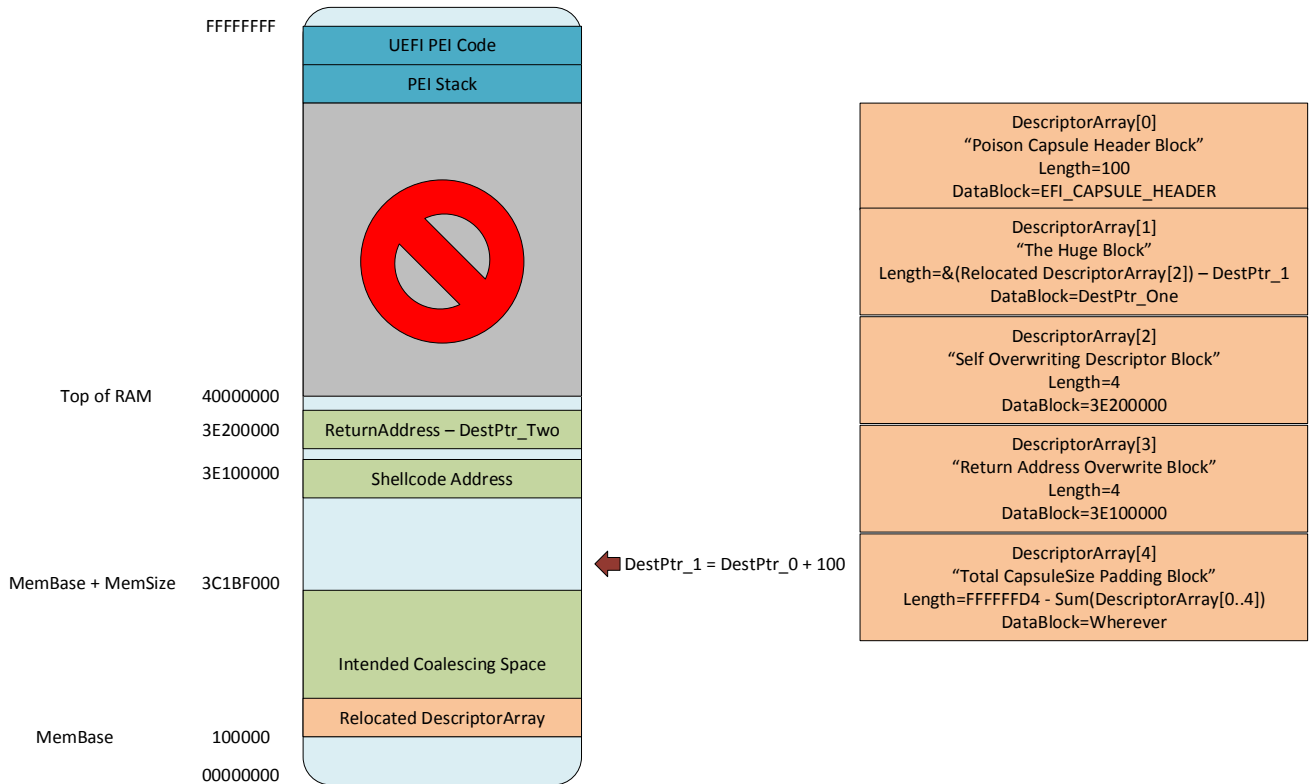 FFFFFFFF
UEFI PEI Code
PEI Stack
Top of RAM 40000000
3E200000 ReturnAddress – DestPtr_Two
3E100000 Shellcode Address
DestPtr_1 = DestPtr_0 + 100
MemBase + MemSize 3C1BF000
Intended Coalescing Space
Relocated DescriptorArray
MemBase 100000
00000000
DescriptorArray[0]
“Poison Capsule Header Block”
Length=100
DataBlock=EFI_CAPSULE_HEADER
DescriptorArray[1]
“The Huge Block”
Length=&(Relocated DescriptorArray[2]) – DestPtr_1
DataBlock=DestPtr_One
DescriptorArray[2]
“Self Overwriting Descriptor Block”
Length=4
DataBlock=3E200000
DescriptorArray[3]
“Return Address Overwrite Block”
Length=4
DataBlock=3E100000
DescriptorArray[4]
“Total CapsuleSize Padding Block”
Length=FFFFFFD4 - Sum(DescriptorArray[0..4])
DataBlock=Wherever